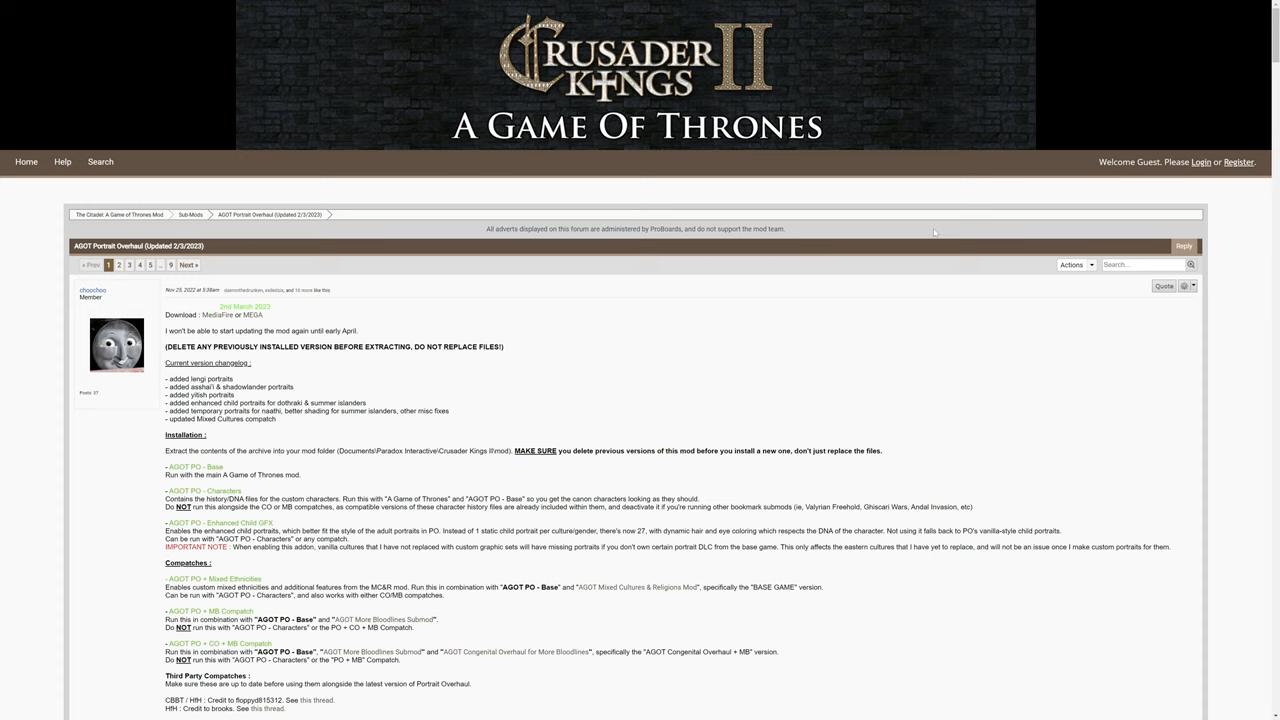 CRUSADER KINGS II
A GAME OF THRONES
Home Help Search Welcome Guest. Please Login or Register.
The Citadel: A Game of Thrones Mod Sub-Mods AGOT Portrait Overhaul (Updated 2/3/2023)
All adverts displayed on this forum are administered by ProBoards, and do not support the mod team.
AGOT Portrait Overhaul (Updated 2/3/2023) Reply
« Prev 1 2 3 4 5 ... 9 Next » Actions Search...
choochoo
Member
Posts: 37
Nov 25, 2022 at 5:38am daemonthedrunken, exiledsix, and 16 more like this Quote
2nd March 2023
Download : MediaFire or MEGA
I won't be able to start updating the mod again until early April.
(DELETE ANY PREVIOUSLY INSTALLED VERSION BEFORE EXTRACTING, DO NOT REPLACE FILES!)
Current version changelog :
- added lengi portraits
- added asshai'i & shadowlander portraits
- added yitish portraits
- added enhanced child portraits for dothraki & summer islanders
- added temporary portraits for naathi, better shading for summer islanders, other misc fixes
- updated Mixed Cultures compatch
Installation :
Extract the contents of the archive into your mod folder (Documents\Paradox Interactive\Crusader Kings II\mod). MAKE SURE you delete previous versions of this mod before you install a new one, don't just replace the files.
- AGOT PO - Base
Run with the main A Game of Thrones mod.
- AGOT PO - Characters
Contains the history/DNA files for the custom characters. Run this with "A Game of Thrones" and "AGOT PO - Base" so you get the canon characters looking as they should.
Do NOT run this alongside the CO or MB compatches, as compatible versions of these character history files are already included within them, and deactivate it if you're running other bookmark submods (ie, Valyrian Freehold, Ghiscari Wars, Andal Invasion, etc)
- AGOT PO - Enhanced Child GFX
Enable the enhanced child portraits, which better fit the style of the adult portraits in PO. Instead of 1 static child portrait per culture/gender, there's now 27, with dynamic hair and eye coloring which respects the DNA of the character. Not using it falls back to PO's vanilla-style child portraits.
Can be run with "AGOT PO - Characters" or any compatch.
IMPORTANT NOTE : When enabling this addon, vanilla cultures that I have not replaced with custom graphic sets will have missing portraits if you don't own certain portrait DLC from the base game. This only affects the eastern cultures that I have yet to replace, and will not be an issue once I make custom portraits for them.
Compatches :
- AGOT PO + Mixed Ethnicities
Enables custom mixed ethnicities and additional features from the MC&R mod. Run this in combination with "AGOT PO - Base" and "AGOT Mixed Cultures & Religions Mod", specifically the "BASE GAME" version.
Can be run with "AGOT PO - Characters", and also works with either CO/MB compatches.
- AGOT PO + MB Compatch
Run this in combination with "AGOT PO - Base" and "AGOT More Bloodlines Submod".
Do NOT run this with "AGOT PO - Characters" or the PO + CO + MB Compatch.
- AGOT PO + CO + MB Compatch
Run this in combination with "AGOT PO - Base", "AGOT More Bloodlines Submod" and "AGOT Congenital Overhaul for More Bloodlines", specifically the "AGOT Congenital Overhaul + MB" version.
Do NOT run this with "AGOT PO - Characters" or the "PO + MB" Compatch.
Third Party Compatches :
Make sure these are up to date before using them alongside the latest version of Portrait Overhaul.
CBBT / HfH : Credit to floppyd815312. See this thread.
HfH : Credit to brooks. See this thread.